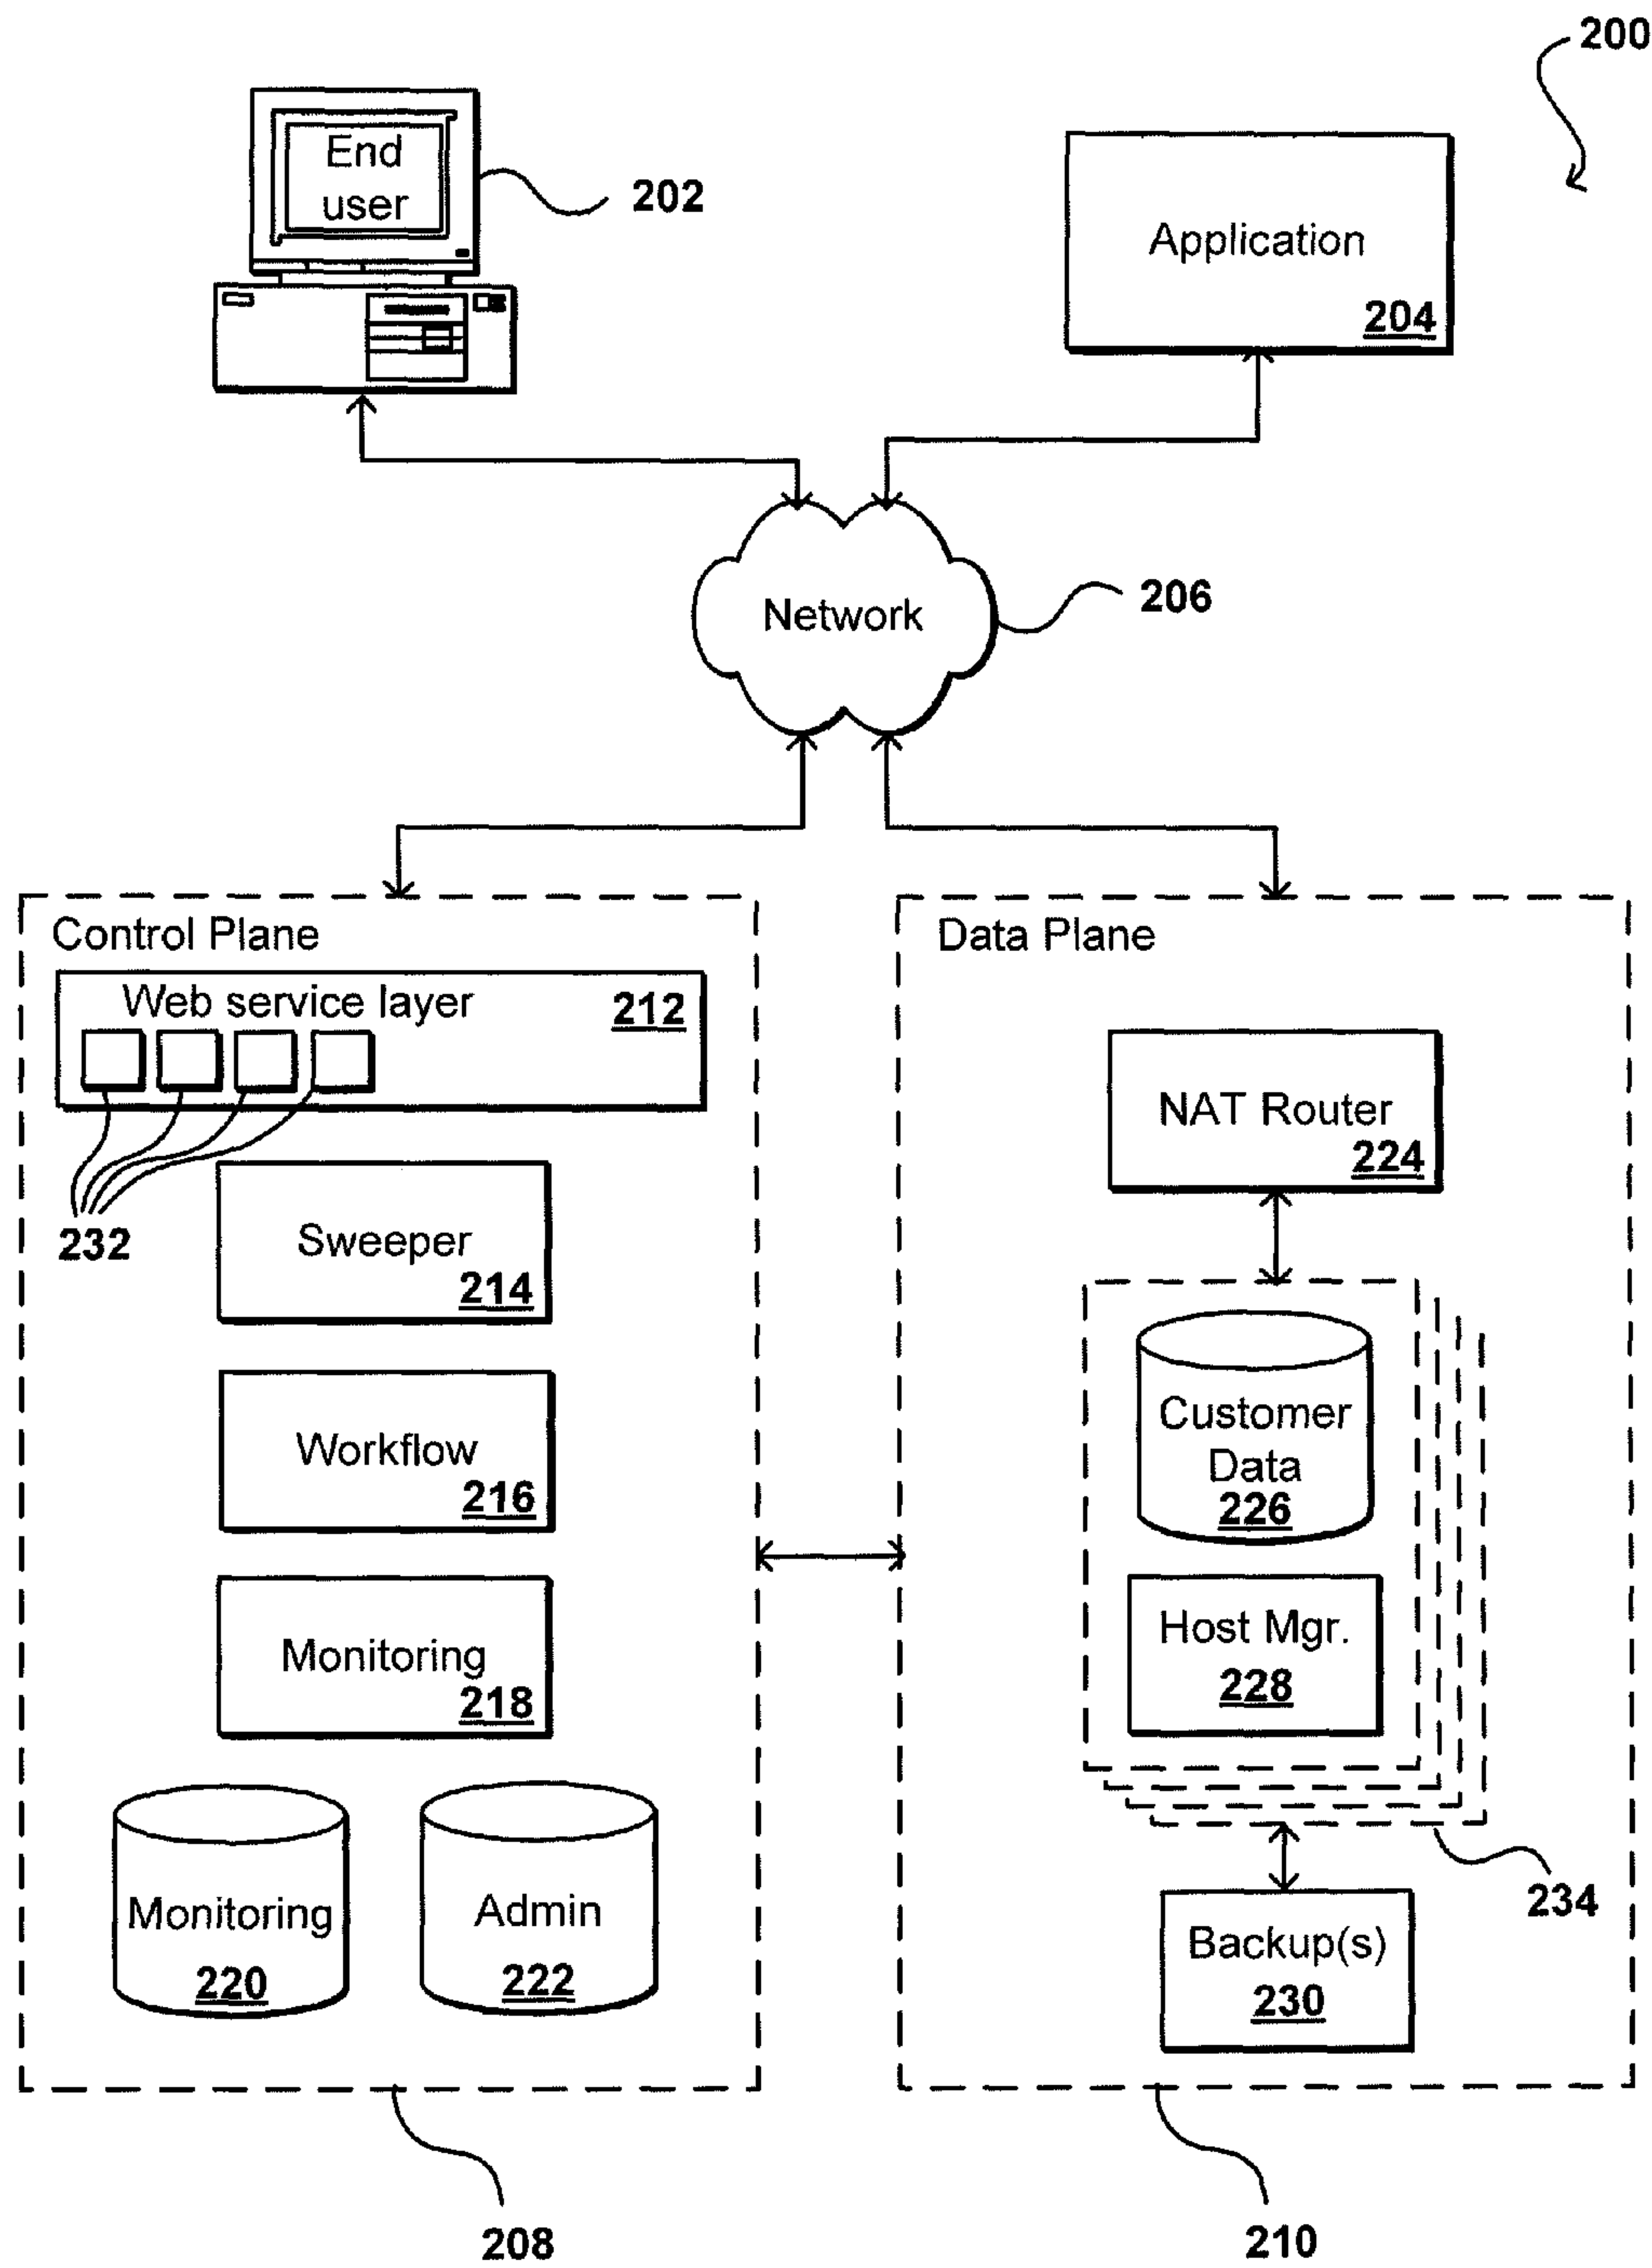 200
End
user
202
Application
204
Network
206
Control Plane
Web service layer
212
232
Sweeper
214
Workflow
216
Monitoring
218
Monitoring
220
Admin
222
208
Data Plane
NAT Router
224
Customer
Data
226
Host Mgr.
228
234
Backup(s)
230
210